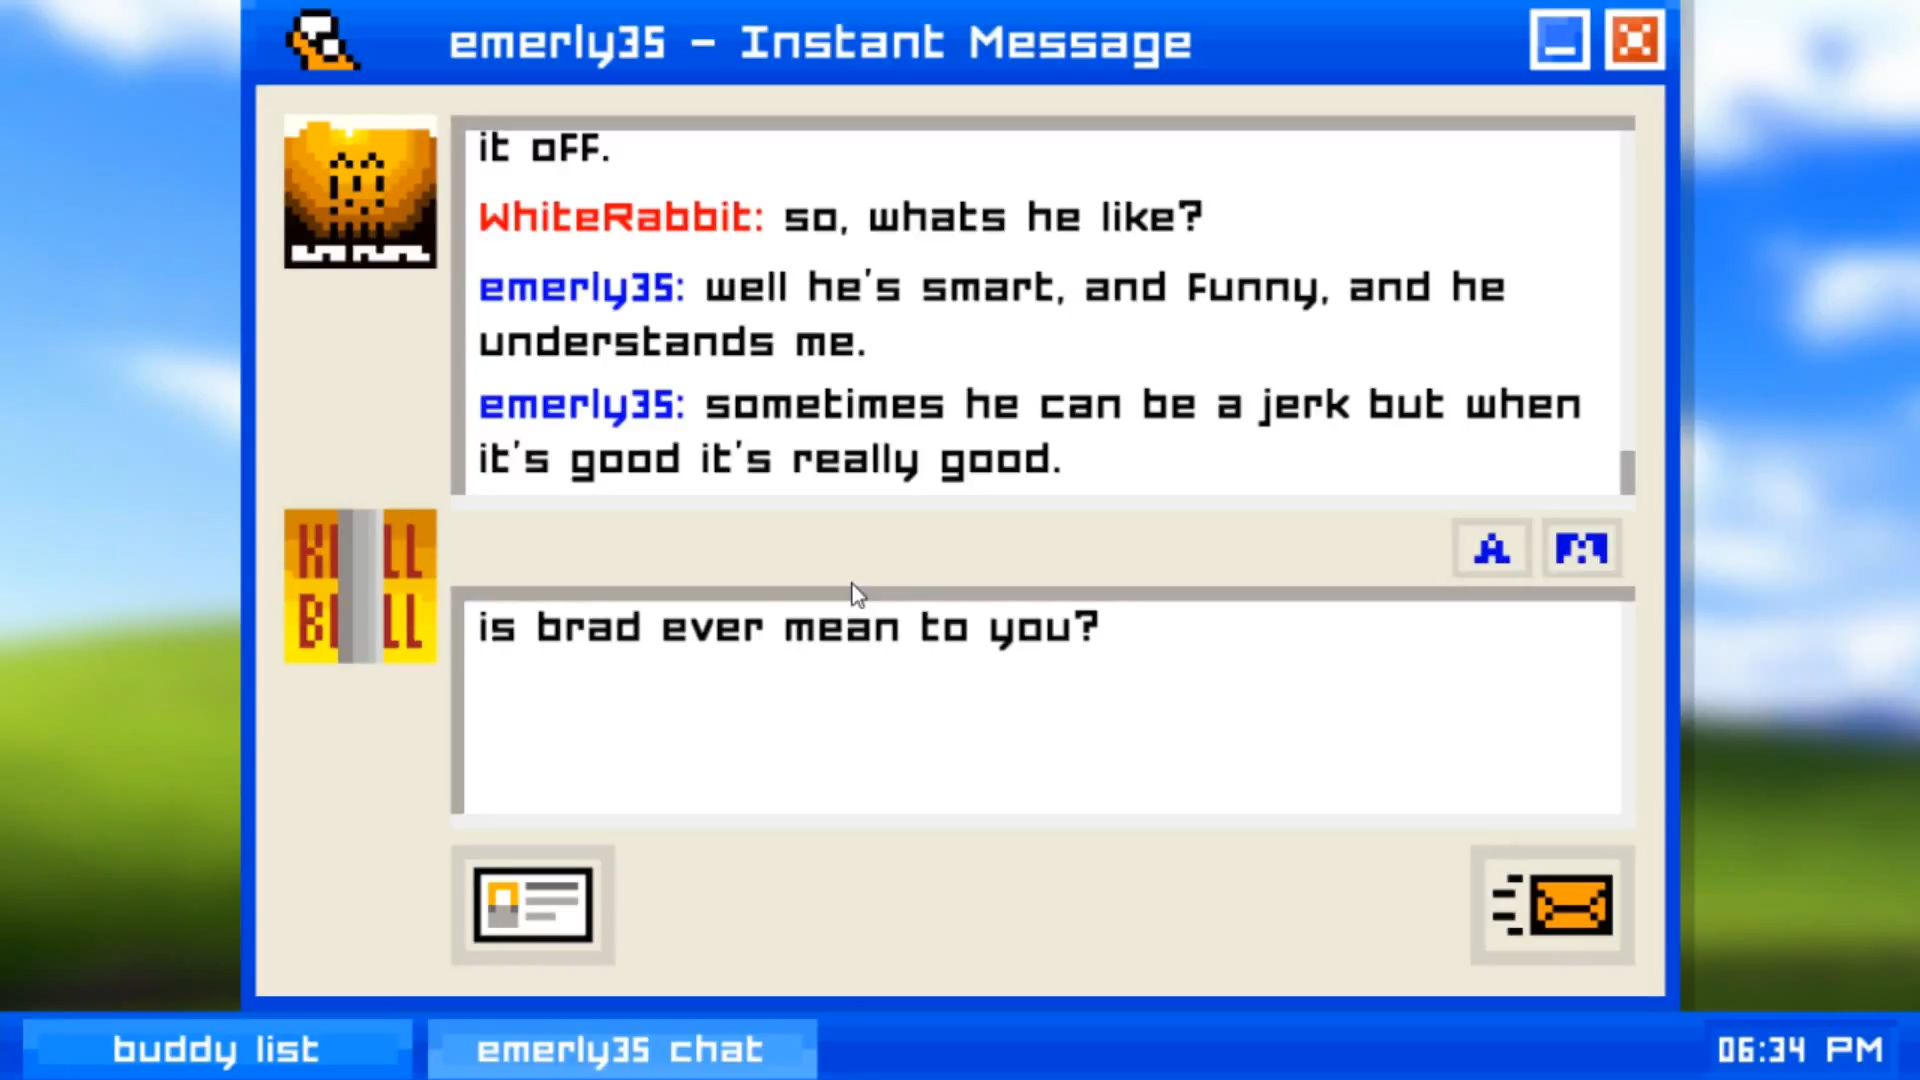 emerly35 - Instant Message
it off.
WhiteRabbit: so, whats he like?
emerly35: well he's smart, and funny, and he
understands me.
emerly35: sometimes he can be a jerk but when
it's good it's really good.
KILL
BILL
A
is brad ever mean to you?
buddy list
emerly35 chat
06:34 PM